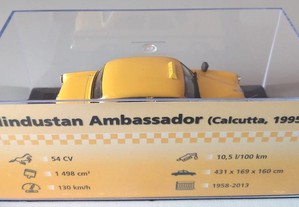 Hindustan Ambassador (Calcutta, 1995
54 CV
10,5 l/100 km
1 498 cm³
431 x 169 x 160 cm
130 km/h
1958-2013